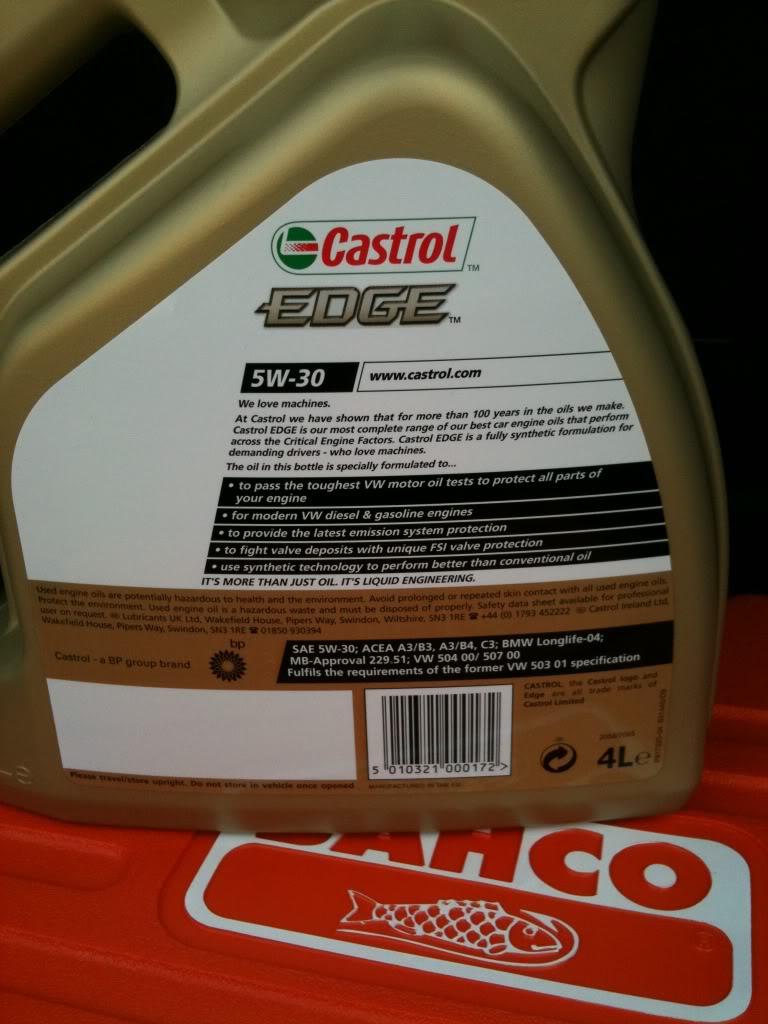 Castrol TM
EDGE TM
5W-30 www.castrol.com
We love machines.
At Castrol we have shown that for more than 100 years in the oils we make.
Castrol EDGE is our most complete range of our best car engine oils that perform
across the Critical Engine Factors. Castrol EDGE is a fully synthetic formulation for
demanding drivers - who love machines.
The oil in this bottle is specially formulated to...
• to pass the toughest VW motor oil tests to protect all parts of
your engine
• for modern VW diesel & gasoline engines
• to provide the latest emission system protection
• to fight valve deposits with unique FSI valve protection
• use synthetic technology to perform better than conventional oil
IT'S MORE THAN JUST OIL. IT'S LIQUID ENGINEERING.
Used engine oils are potentially hazardous to health and the environment. Avoid prolonged or repeated skin contact with all used engine oils.
Protect the environment. Used engine oil is a hazardous waste and must be disposed of properly. Safety data sheet available for professional
user on request. ✉ Lubricants UK Ltd, Wakefield House, Pipers Way, Swindon, Wiltshire, SN3 1RE ☎ +44 (0) 1793 452222 ✉ Castrol Ireland Ltd,
Wakefield House, Pipers Way, Swindon, SN3 1RE ☎ 01850 930394
Castrol - a BP group brand
bp
SAE 5W-30; ACEA A3/B3, A3/B4, C3; BMW Longlife-04;
MB-Approval 229.51; VW 504 00/ 507 00
Fulfils the requirements of the former VW 503 01 specification
CASTROL, the Castrol logo and
Edge are all trade marks of
Castrol Limited
5 010321 000172 >
4Le
Please travel/store upright. Do not store in vehicle once opened
MANUFACTURED IN THE EU.
BAHCO